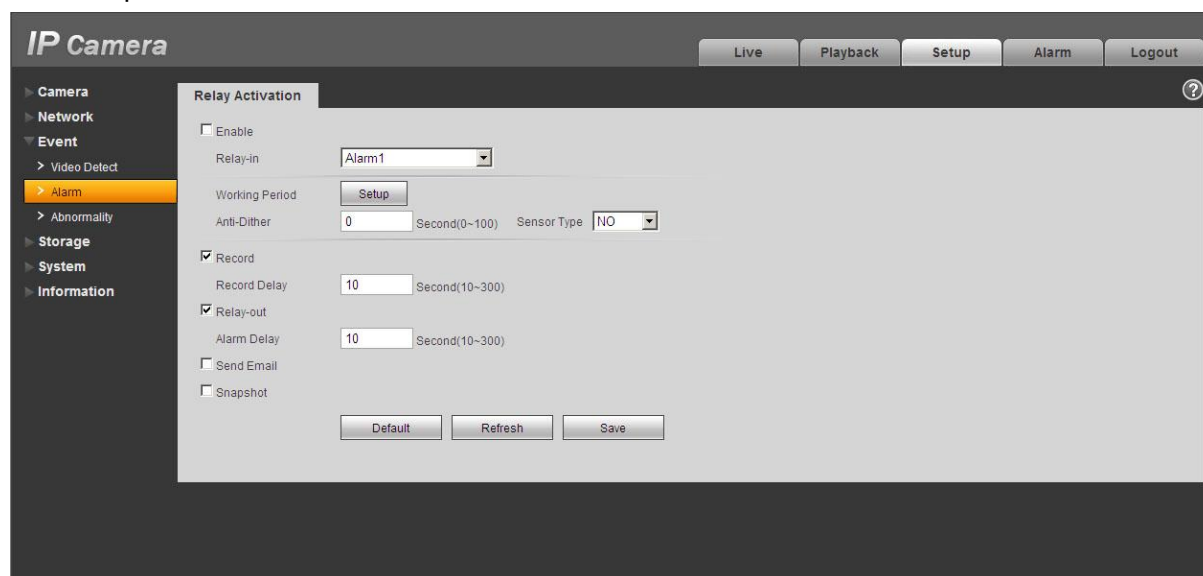 IP Camera
Live Playback Setup Alarm Logout
Camera
Network
Event
> Video Detect
> Alarm
> Abnormality
Storage
System
Information
Relay Activation
?
Enable
Relay-in Alarm1
Working Period Setup
Anti-Dither 0 Second(0~100) Sensor Type NO
Record
Record Delay 10 Second(10~300)
Relay-out
Alarm Delay 10 Second(10~300)
Send Email
Snapshot
Default Refresh Save